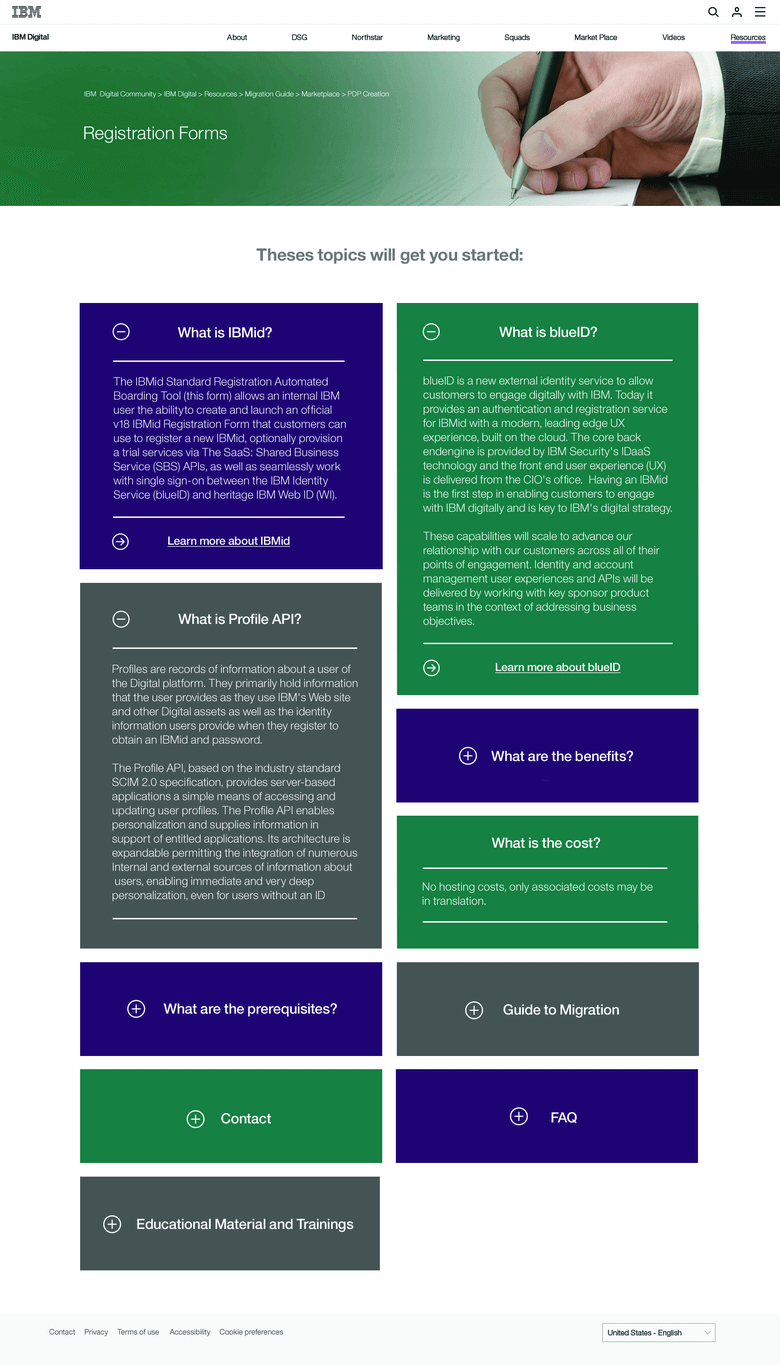 IBM
IBM Digital
About
DSG
Northstar
Marketing
Squads
Market Place
Videos
Resources
IBM  Digital Community > IBM Digital > Resources > Migration Guide > Marketplace > PDP Creation
Registration Forms
Theses topics will get you started:
What is IBMid?
The IBMid Standard Registration Automated
Boarding Tool (this form) allows an internal IBM
user the abilityto create and launch an official
v18 IBMid Registration Form that customers can
use to register a new IBMid, optionally provision
a trial services via The SaaS: Shared Business
Service (SBS) APIs, as well as seamlessly work
with single sign-on between the IBM Identity
Service (blueID) and heritage IBM Web ID (WI).
Learn more about IBMid
What is blueID?
blueID is a new external identity service to allow
customers to engage digitally with IBM. Today it
provides an authentication and registration service
for IBMid with a modern, leading edge UX
experience, built on the cloud. The core back
endengine is provided by IBM Security's IDaaS
technology and the front end user experience (UX)
is delivered from the CIO's office.  Having an IBMid
is the first step in enabling customers to engage
with IBM digitally and is key to IBM's digital strategy.
These capabilities will scale to advance our
relationship with our customers across all of their
points of engagement. Identity and account
management user experiences and APIs will be
delivered by working with key sponsor product
teams in the context of addressing business
objectives.
Learn more about blueID
What is Profile API?
Profiles are records of information about a user of
the Digital platform. They primarily hold information
that the user provides as they use IBM's Web site
and other Digital assets as well as the identity
information users provide when they register to
obtain an IBMid and password.
The Profile API, based on the industry standard
SCIM 2.0 specification, provides server-based
applications a simple means of accessing and
updating user profiles. The Profile API enables
personalization and supplies information in
support of entitled applications. Its architecture is
expandable permitting the integration of numerous
Internal and external sources of information about
users, enabling immediate and very deep
personalization, even for users without an ID
What are the benefits?
What is the cost?
No hosting costs, only associated costs may be
in translation.
What are the prerequisites?
Guide to Migration
Contact
FAQ
Educational Material and Trainings
Contact
Privacy
Terms of use
Accessibility
Cookie preferences
United States - English